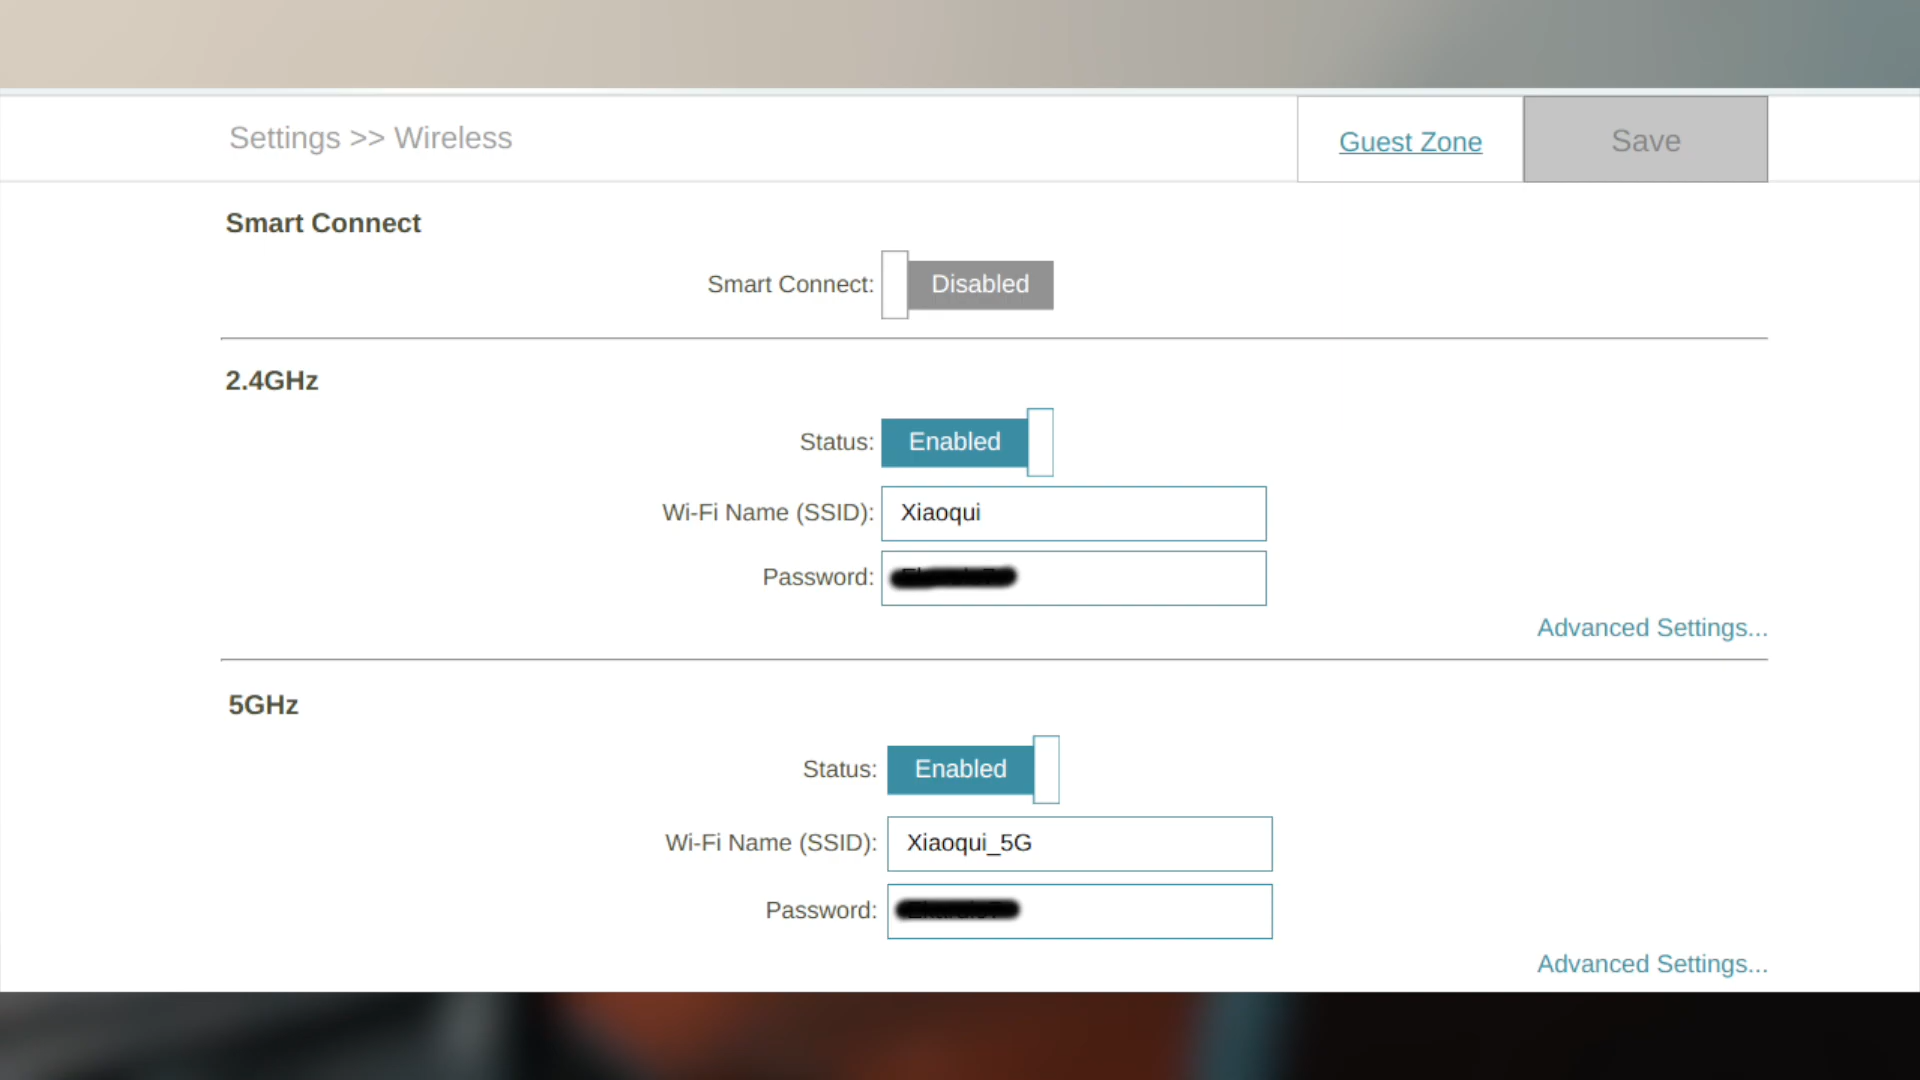 Settings >> Wireless
Guest Zone
Save
Smart Connect
Smart Connect: Disabled
2.4GHz
Status: Enabled
Wi-Fi Name (SSID): Xiaoqui
Password:
Advanced Settings...
5GHz
Status: Enabled
Wi-Fi Name (SSID): Xiaoqui_5G
Password:
Advanced Settings...